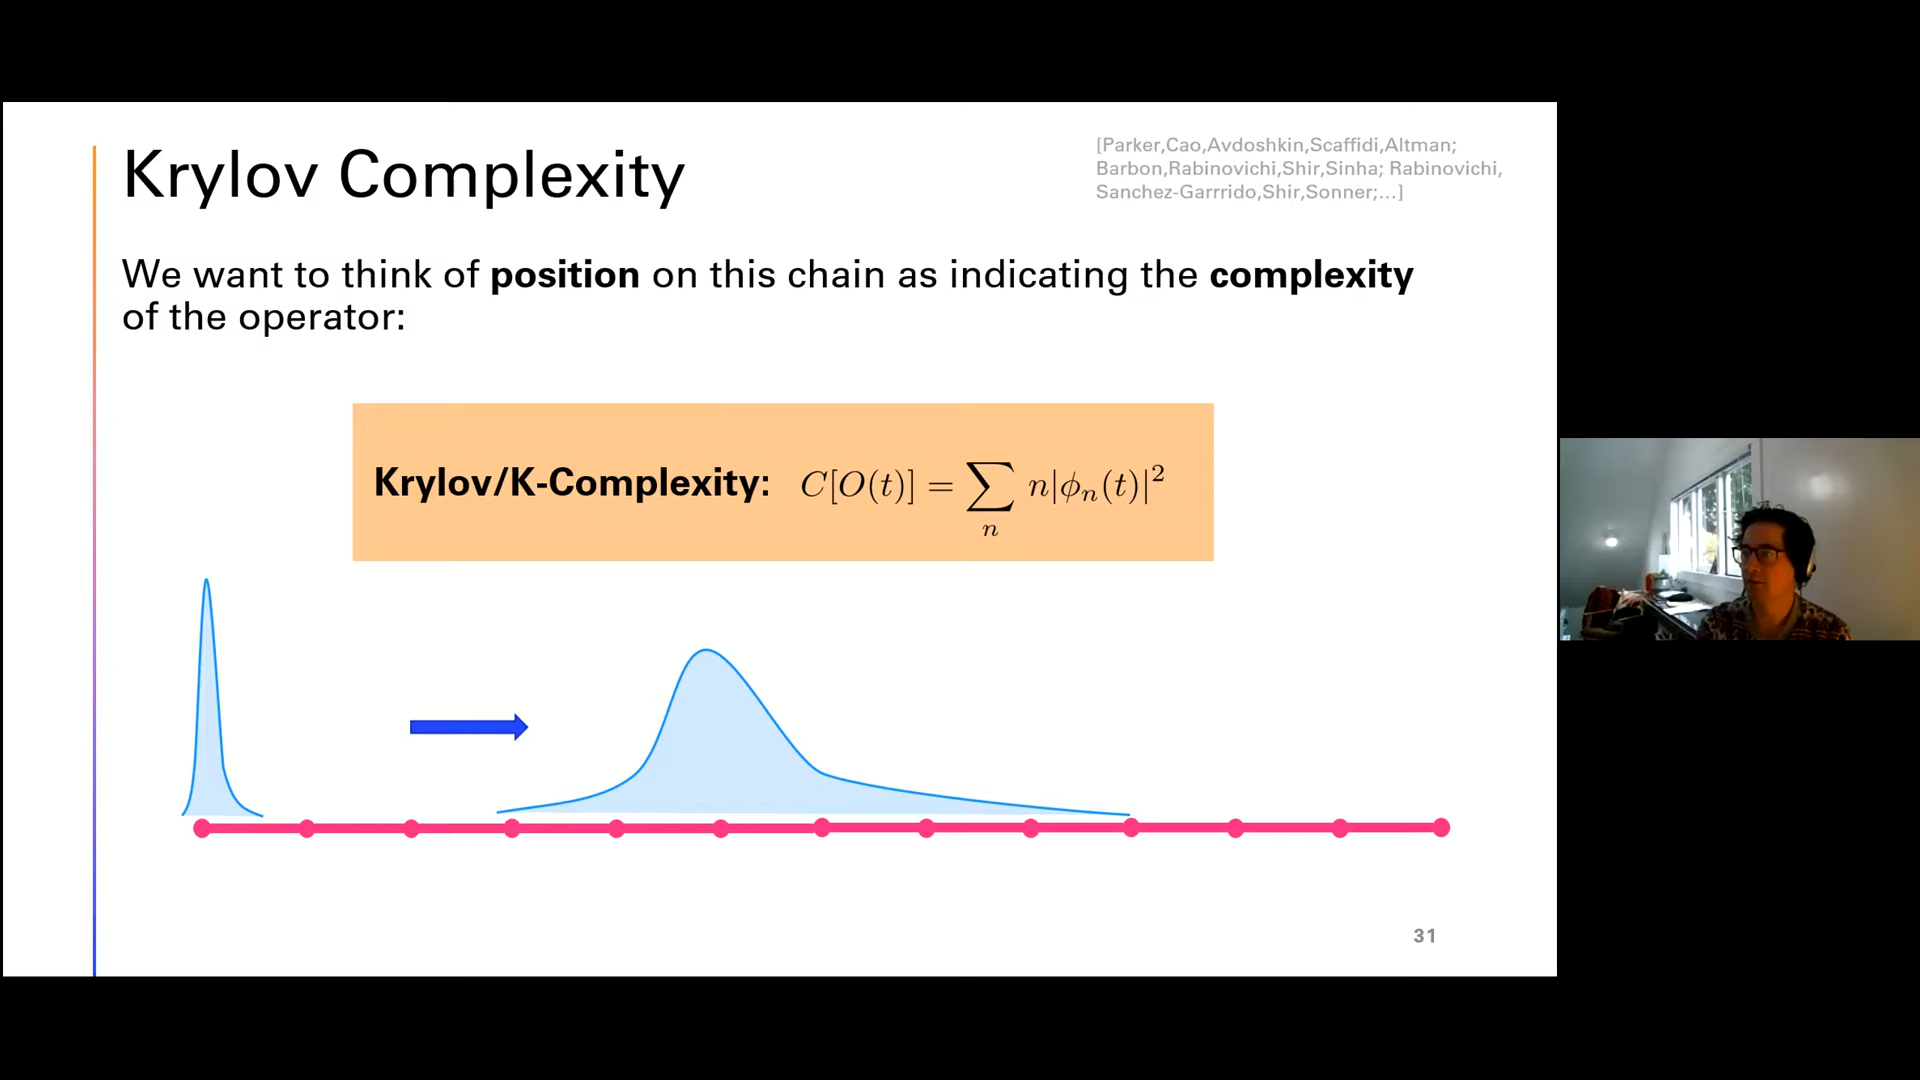 Krylov Complexity
[Parker,Cao,Avdoshkin,Scaffidi,Altman;
Barbon,Rabinovichi,Shir,Sinha; Rabinovichi,
Sanchez-Garrrido,Shir,Sonner;...]
We want to think of position on this chain as indicating the complexity
of the operator:
Krylov/K-Complexity: C[O(t)] = ∑_n n|ϕ_n(t)|²
31